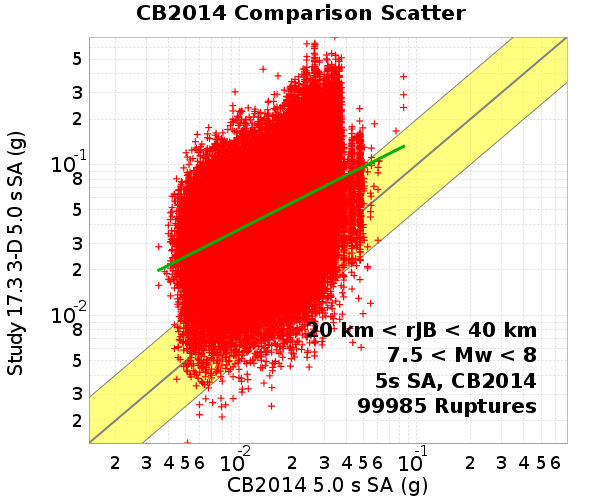 CB2014 Comparison Scatter
Study 17.3 3-D 5.0 s SA (g)
5
3
2
10-1
8
5
3
2
10-2
8
5
3
2
20 km < rJB < 40 km
7.5 < Mw < 8
5s SA, CB2014
99985 Ruptures
2 3 4 5 6 10-2 2 3 4 5 6 10-1 2 3 4 5 6
CB2014 5.0 s SA (g)